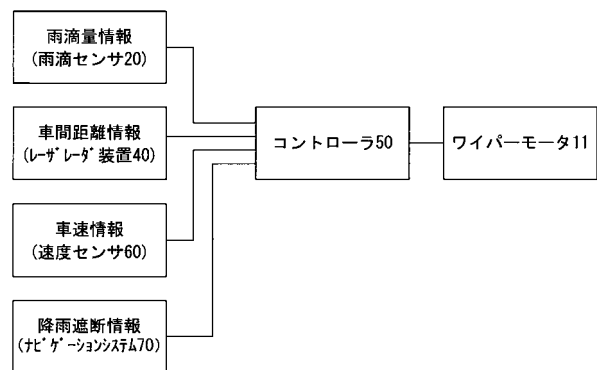 雨滴量情報
(雨滴センサ20)
車間距離情報
(ﾚｰｻﾞﾚｰﾀﾞ装置40)
車速情報
(速度センサ60)
降雨遮断情報
(ﾅﾋﾞｹﾞｰｼｮﾝｼｽﾃﾑ70)
コントローラ50
ワイパーモータ11